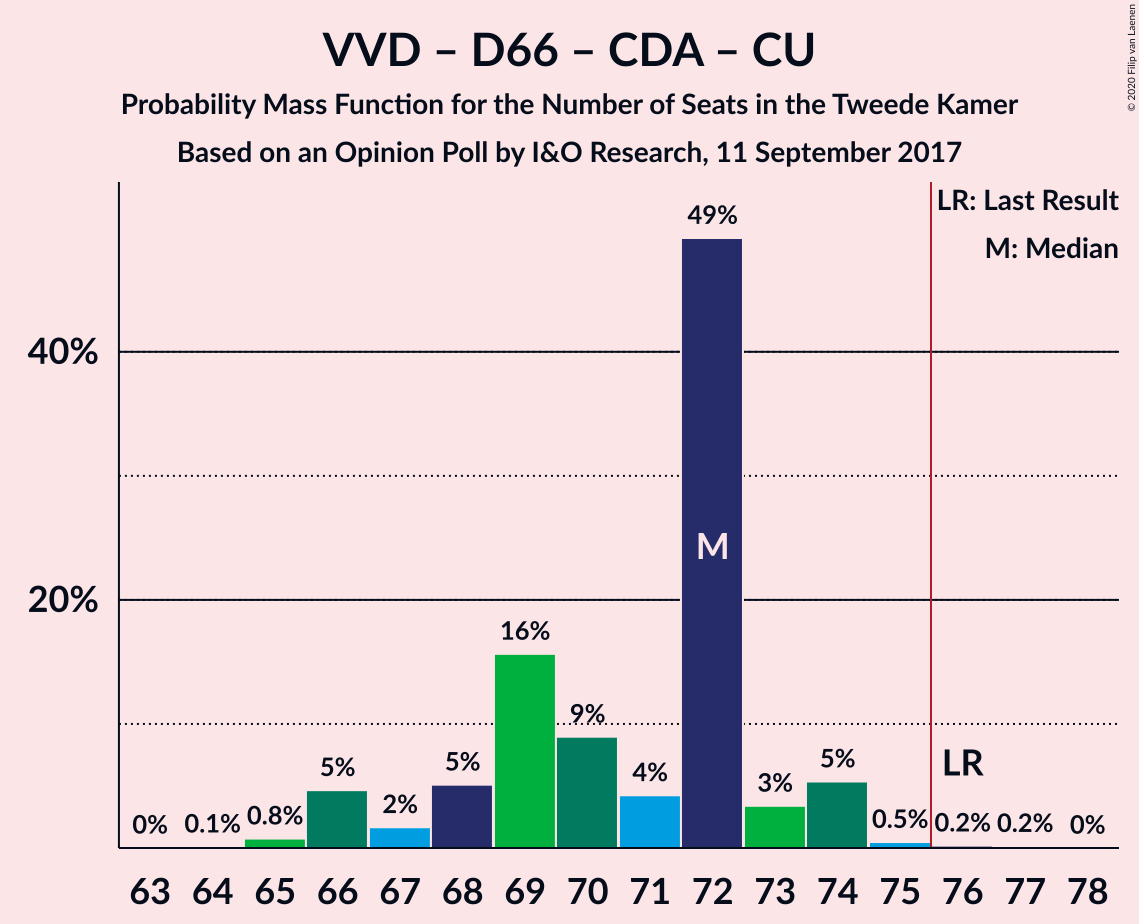 VVD – D66 – CDA – CU
Probability Mass Function for the Number of Seats in the Tweede Kamer
Based on an Opinion Poll by I&O Research, 11 September 2017
© 2020 Filip van Laenen
LR: Last Result
M: Median
40%
20%
0%
0.1%
0.8%
5%
2%
5%
16%
9%
4%
49%
M
3%
5%
0.5%
LR
0.2%
0.2%
0%
63 64 65 66 67 68 69 70 71 72 73 74 75 76 77 78